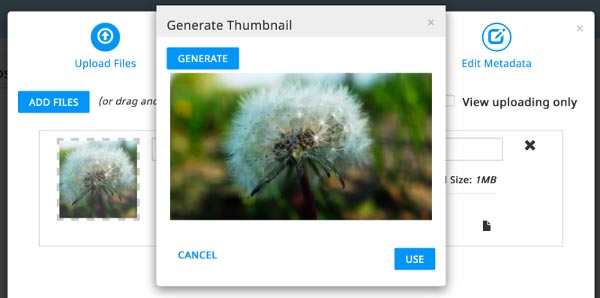 Generate Thumbnail
GENERATE
CANCEL
USE
Upload Files
Edit Metadata
ADD FILES
(or drag and
View uploading only
Size: 1MB